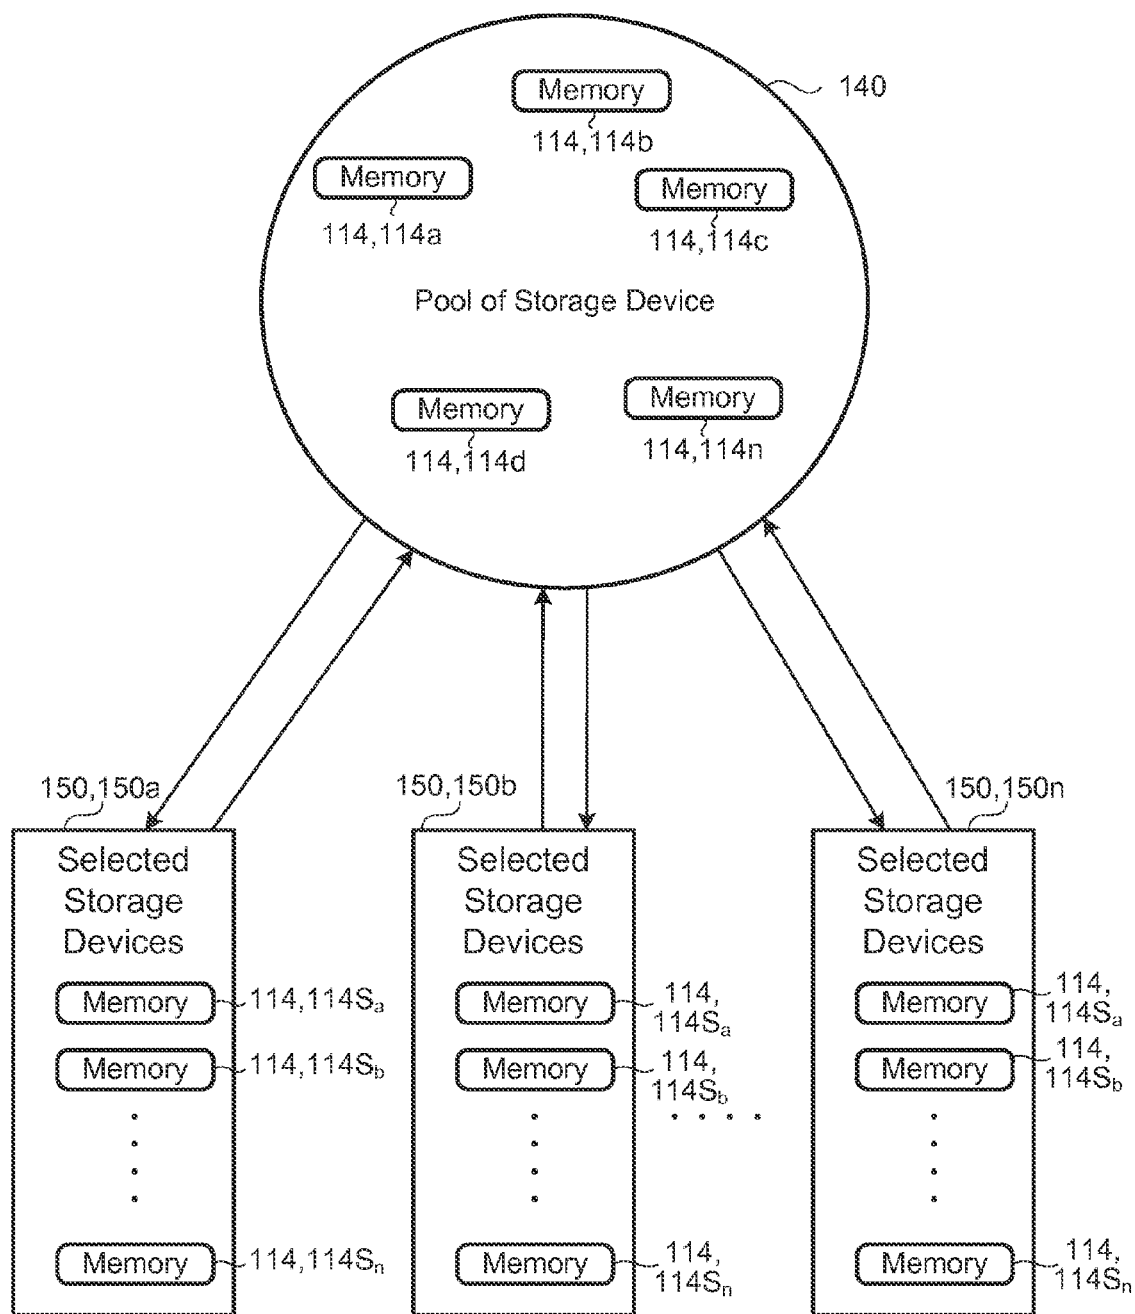 Memory
114,114b
140
Memory
114,114a
Memory
114,114c
Pool of Storage Device
Memory
114,114d
Memory
114,114n
150,150a
Selected
Storage
Devices
Memory
114,114Sₐ
Memory
114,114S_b
Memory
114,114Sₙ
150,150b
Selected
Storage
Devices
Memory
114,
114Sₐ
Memory
114,
114S_b
Memory
114,
114Sₙ
150,150n
Selected
Storage
Devices
Memory
114,
114Sₐ
Memory
114,
114S_b
Memory
114,
114Sₙ